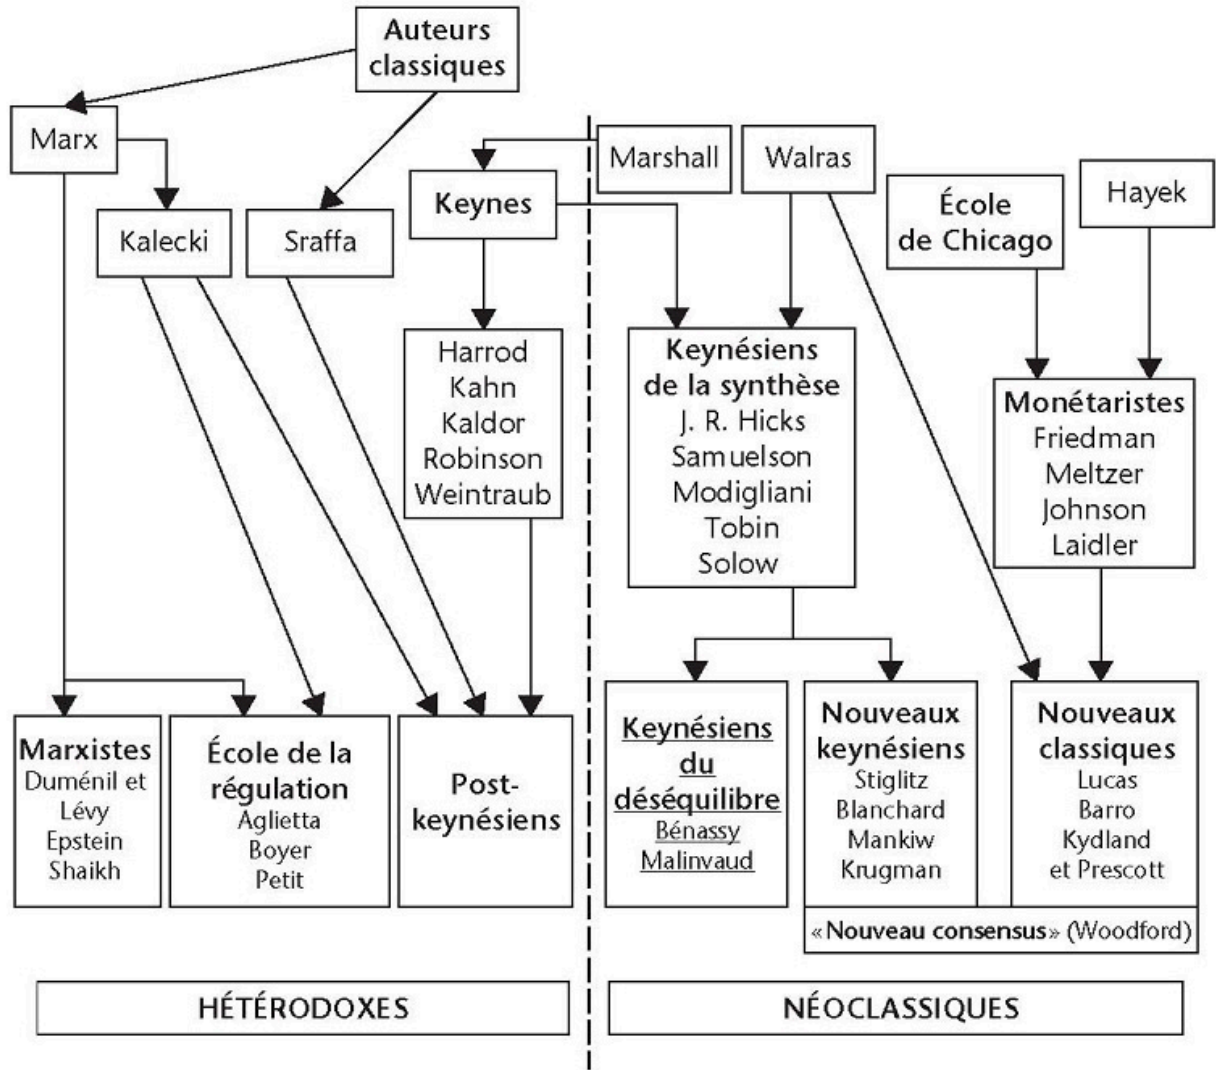 Auteurs
classiques
Marx
Marshall
Walras
Keynes
École
de Chicago
Hayek
Kalecki
Sraffa
Harrod
Kahn
Kaldor
Robinson
Weintraub
Keynésiens
de la synthèse
J. R. Hicks
Samuelson
Modigliani
Tobin
Solow
Monétaristes
Friedman
Meltzer
Johnson
Laidler
Marxistes
Duménil et
Lévy
Epstein
Shaikh
École de la
régulation
Aglietta
Boyer
Petit
Post-
keynésiens
Keynésiens
du
déséquilibre
Bénassy
Malinvaud
Nouveaux
keynésiens
Stiglitz
Blanchard
Mankiw
Krugman
Nouveaux
classiques
Lucas
Barro
Kydland
et Prescott
«Nouveau consensus» (Woodford)
HÉTÉRODOXES
NÉOCLASSIQUES